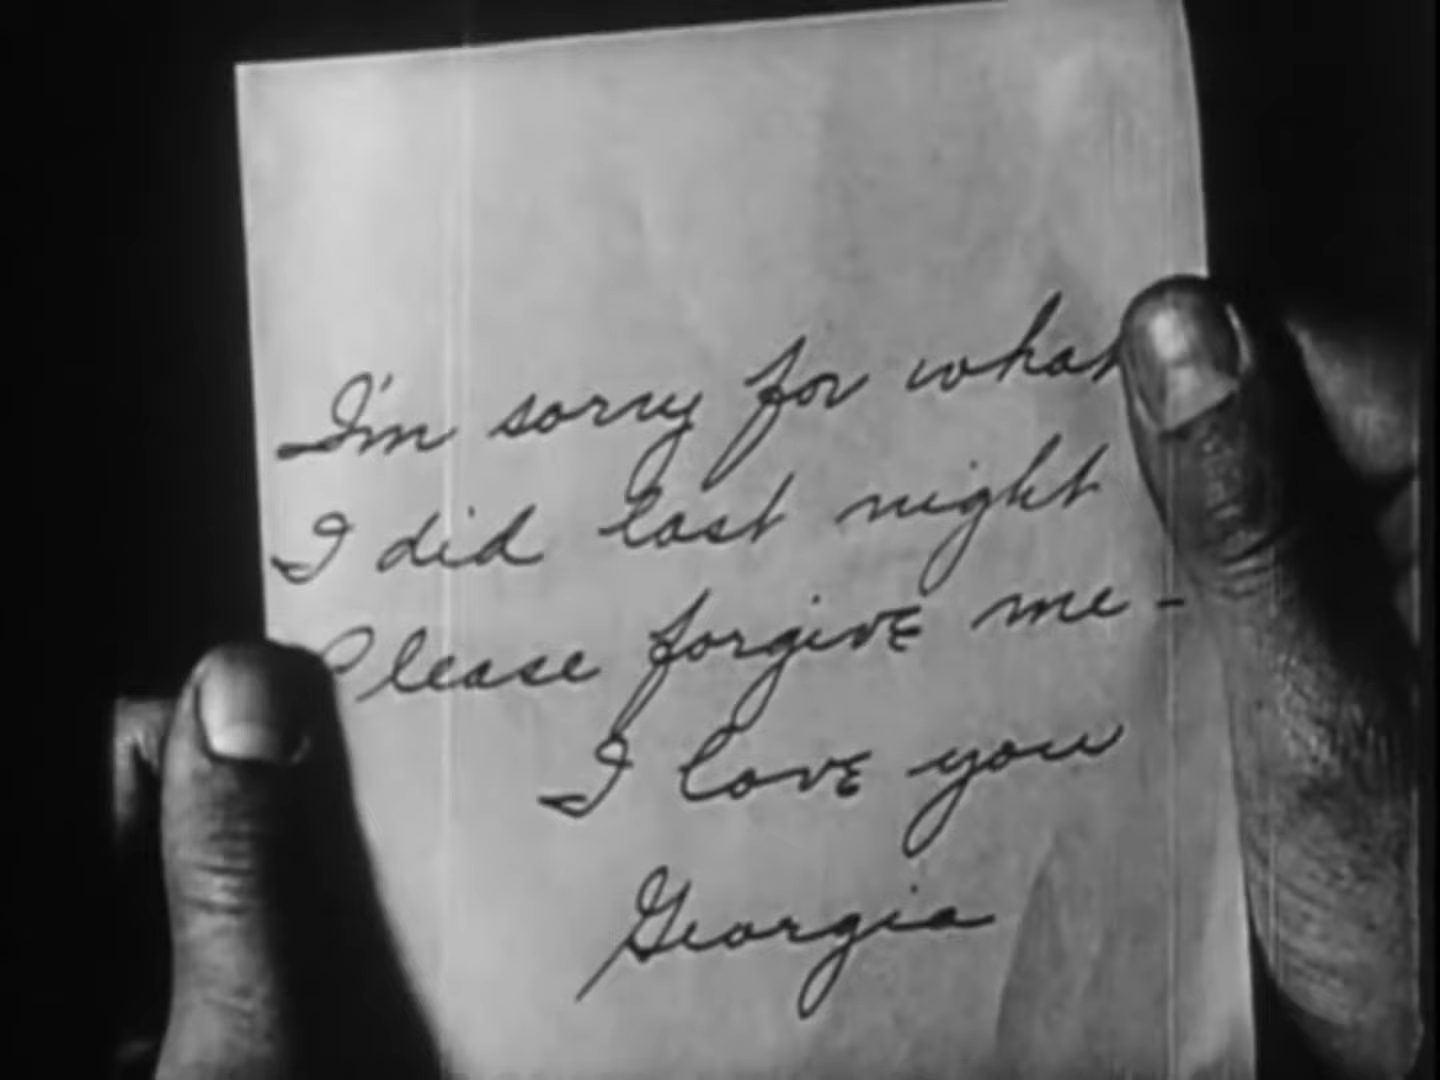 I'm sorry for what
I did last night
Please forgive me -
I love you
Georgia